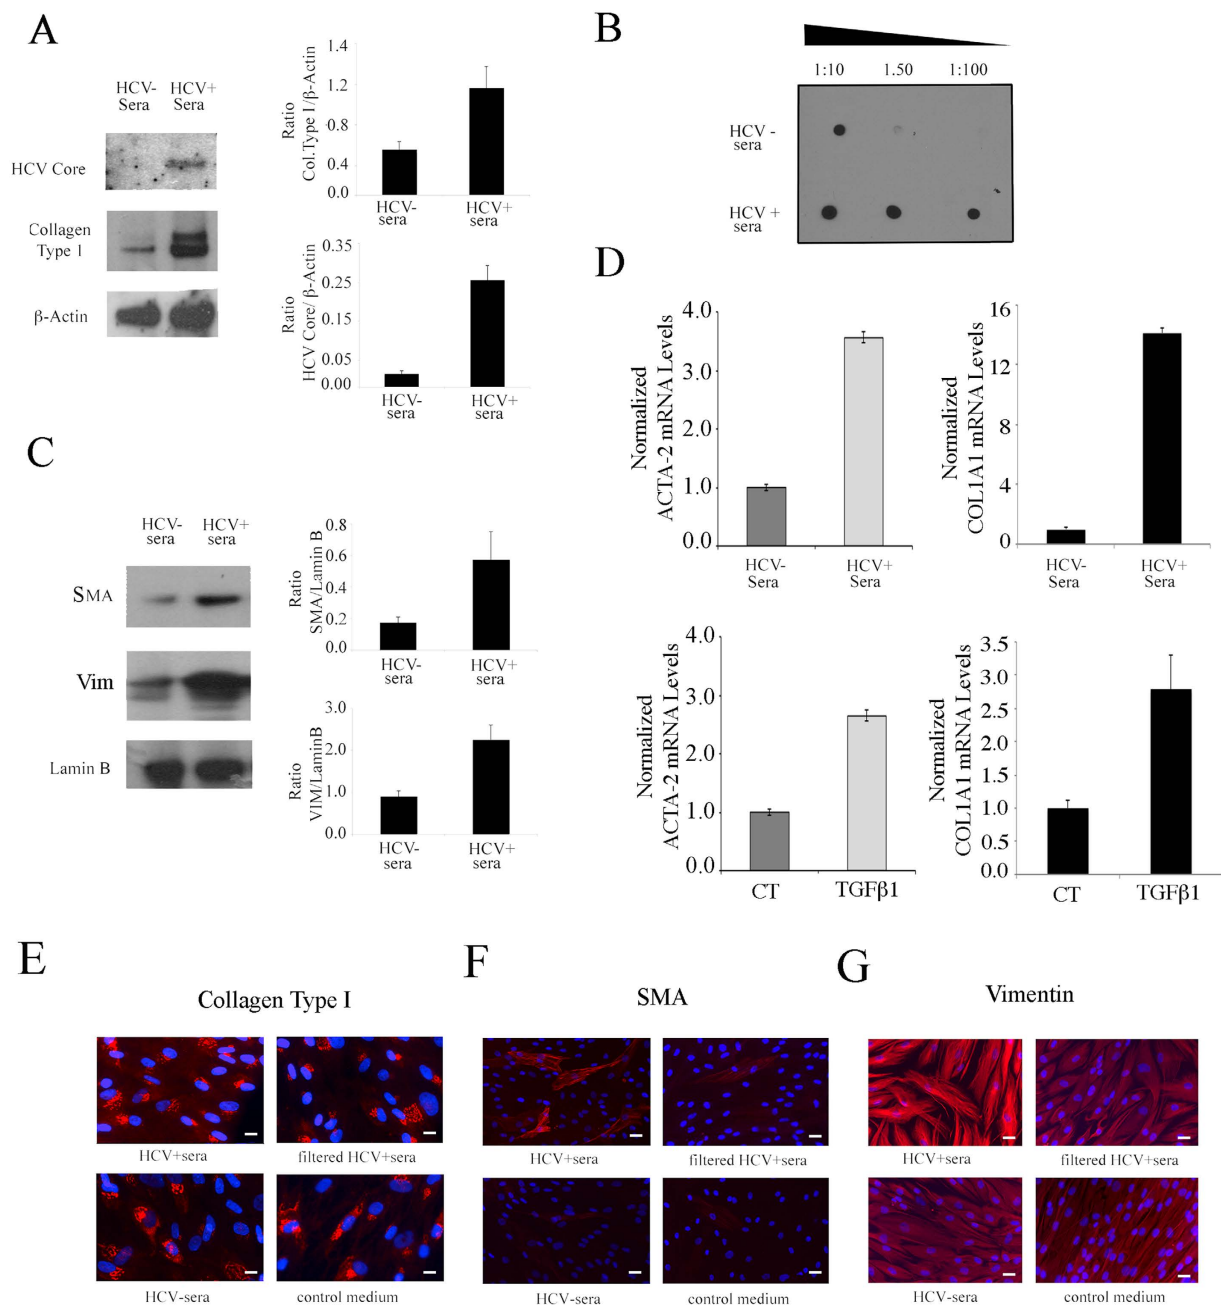 A
HCV-
Sera
HCV+
Sera
HCV Core
Collagen
Type 1
β-Actin
Ratio
Col.Type I/β-Actin
1.4
1.2
0.4
0.0
HCV-
sera
HCV+
sera
Ratio
HCV Core/ β-Actin
0.35
0.25
0.15
0.05
0.00
HCV-
sera
HCV+
sera
B
1:10
1.50
1:100
HCV -
sera
HCV +
sera
C
HCV-
sera
HCV+
sera
SMA
Vim
Lamin B
Ratio
SMA/Lamin B
0.8
0.6
0.4
0.2
0.0
HCV-
sera
HCV+
sera
Ratio
VIM/LaminB
3.0
2.0
1.0
0.0
HCV-
sera
HCV+
sera
D
Normalized
ACTA-2 mRNA Levels
4.0
3.0
1.0
0.0
HCV-
Sera
HCV+
Sera
Normalized
COL1A1 mRNA Levels
16
14
8
4
0
HCV-
Sera
HCV+
Sera
Normalized
ACTA-2 mRNA Levels
4.0
3.0
2.0
1.0
0.0
CT
TGFβ1
Normalized
COL1A1 mRNA Levels
3.5
3.0
2.5
2.0
1.5
1.0
0.5
0.0
CT
TGFβ1
E
Collagen Type I
HCV+sera
filtered HCV+sera
HCV-sera
control medium
F
SMA
HCV+sera
filtered HCV+sera
HCV-sera
control medium
G
Vimentin
HCV+sera
filtered HCV+sera
HCV-sera
control medium